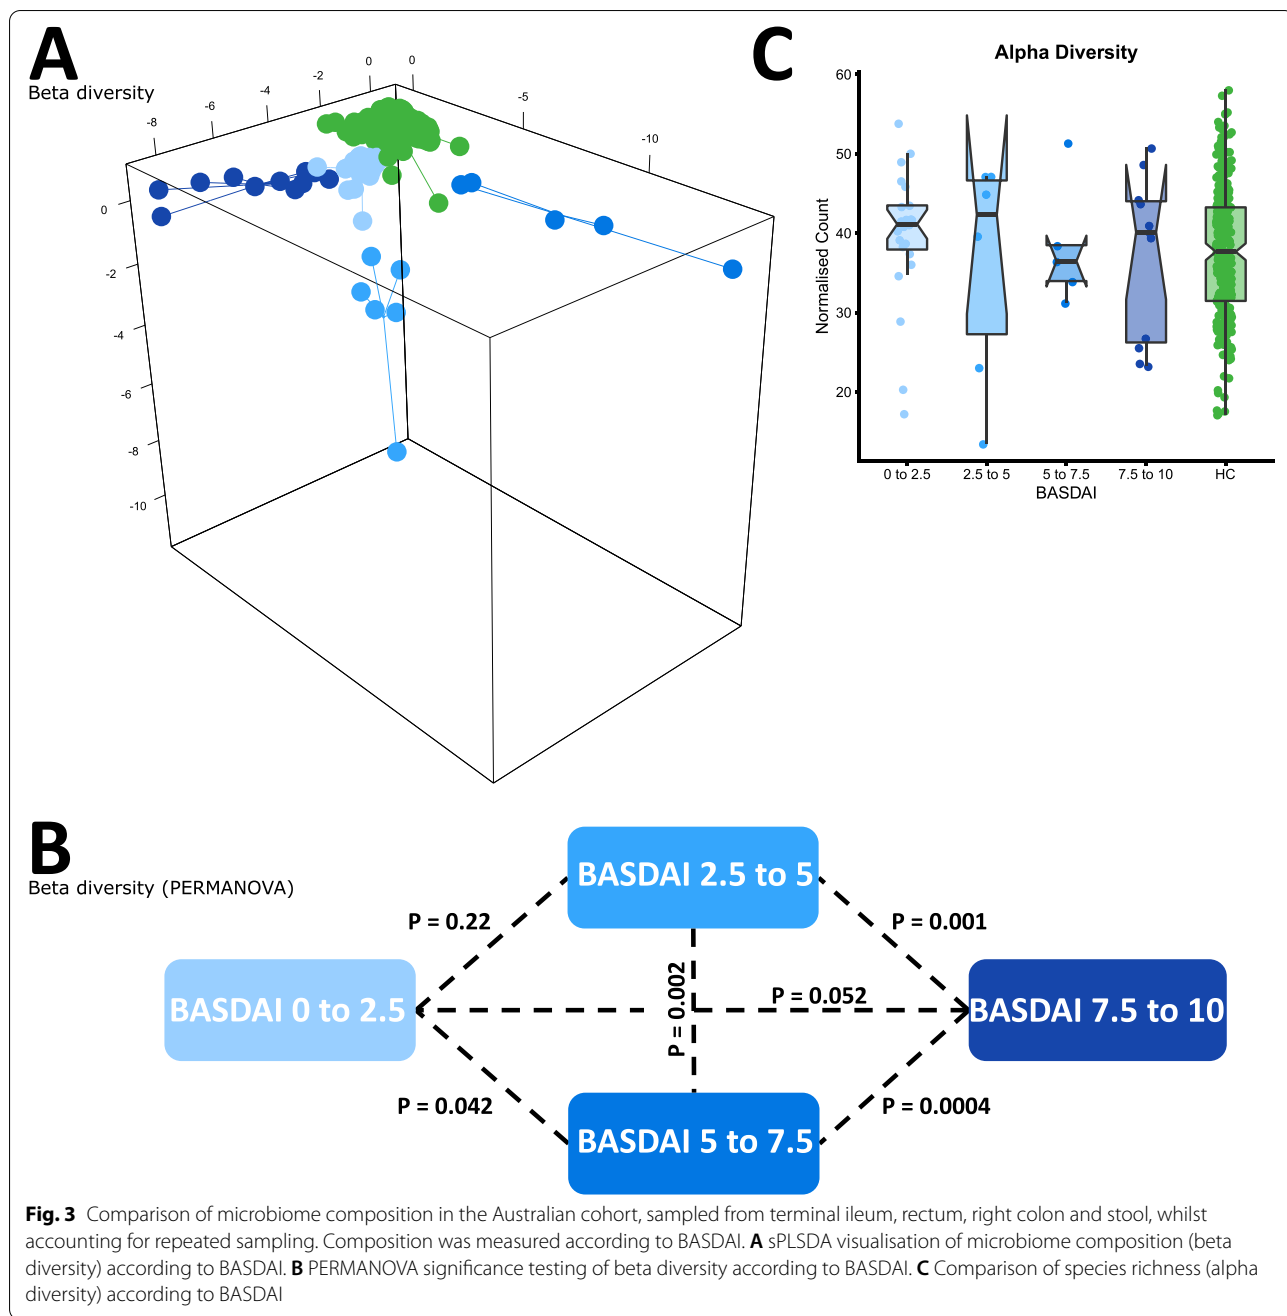 A
Beta diversity
-8
-6
-4
-2
0
0
-5
-10
0
-2
-4
-6
-8
-10
C
Alpha Diversity
Normalised Count
60
50
40
30
20
0 to 2.5
2.5 to 5
5 to 7.5
7.5 to 10
HC
BASDAI
B
Beta diversity (PERMANOVA)
BASDAI 2.5 to 5
P = 0.22
P = 0.001
BASDAI 0 to 2.5
P = 0.002
P = 0.052
BASDAI 7.5 to 10
P = 0.042
P = 0.0004
BASDAI 5 to 7.5
Fig. 3 Comparison of microbiome composition in the Australian cohort, sampled from terminal ileum, rectum, right colon and stool, whilst
accounting for repeated sampling. Composition was measured according to BASDAI. A sPLSDA visualisation of microbiome composition (beta
diversity) according to BASDAI. B PERMANOVA significance testing of beta diversity according to BASDAI. C Comparison of species richness (alpha
diversity) according to BASDAI